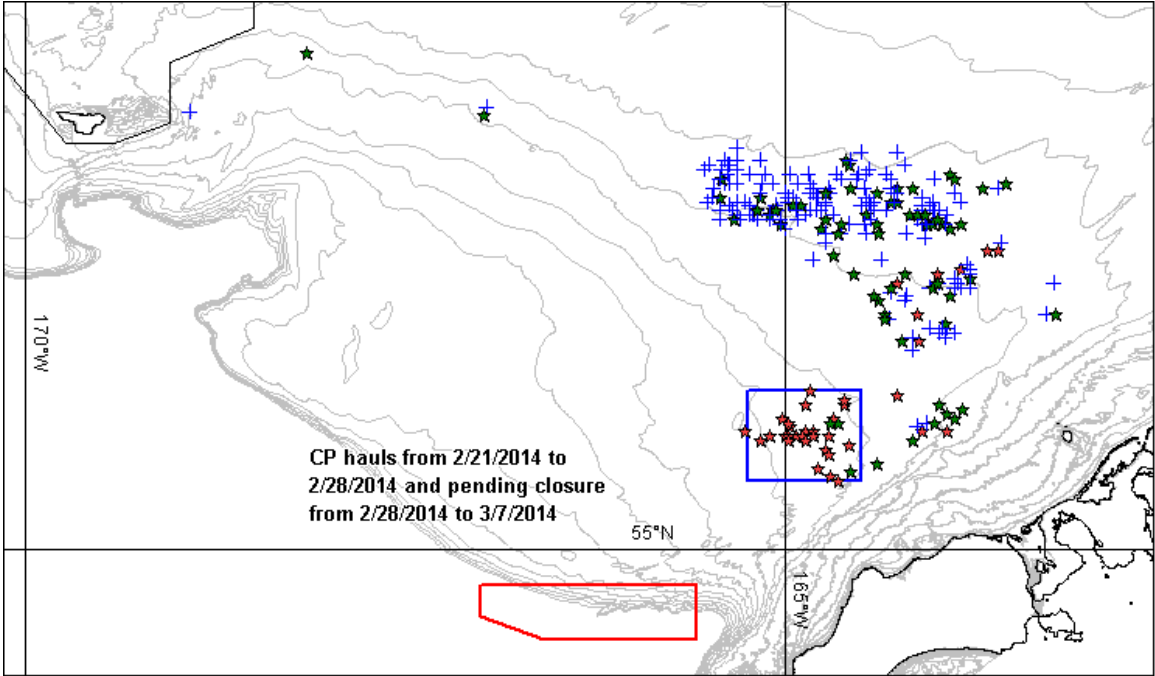 170°W
CP hauls from 2/21/2014 to
2/28/2014 and pending closure
from 2/28/2014 to 3/7/2014
55°N
165°W